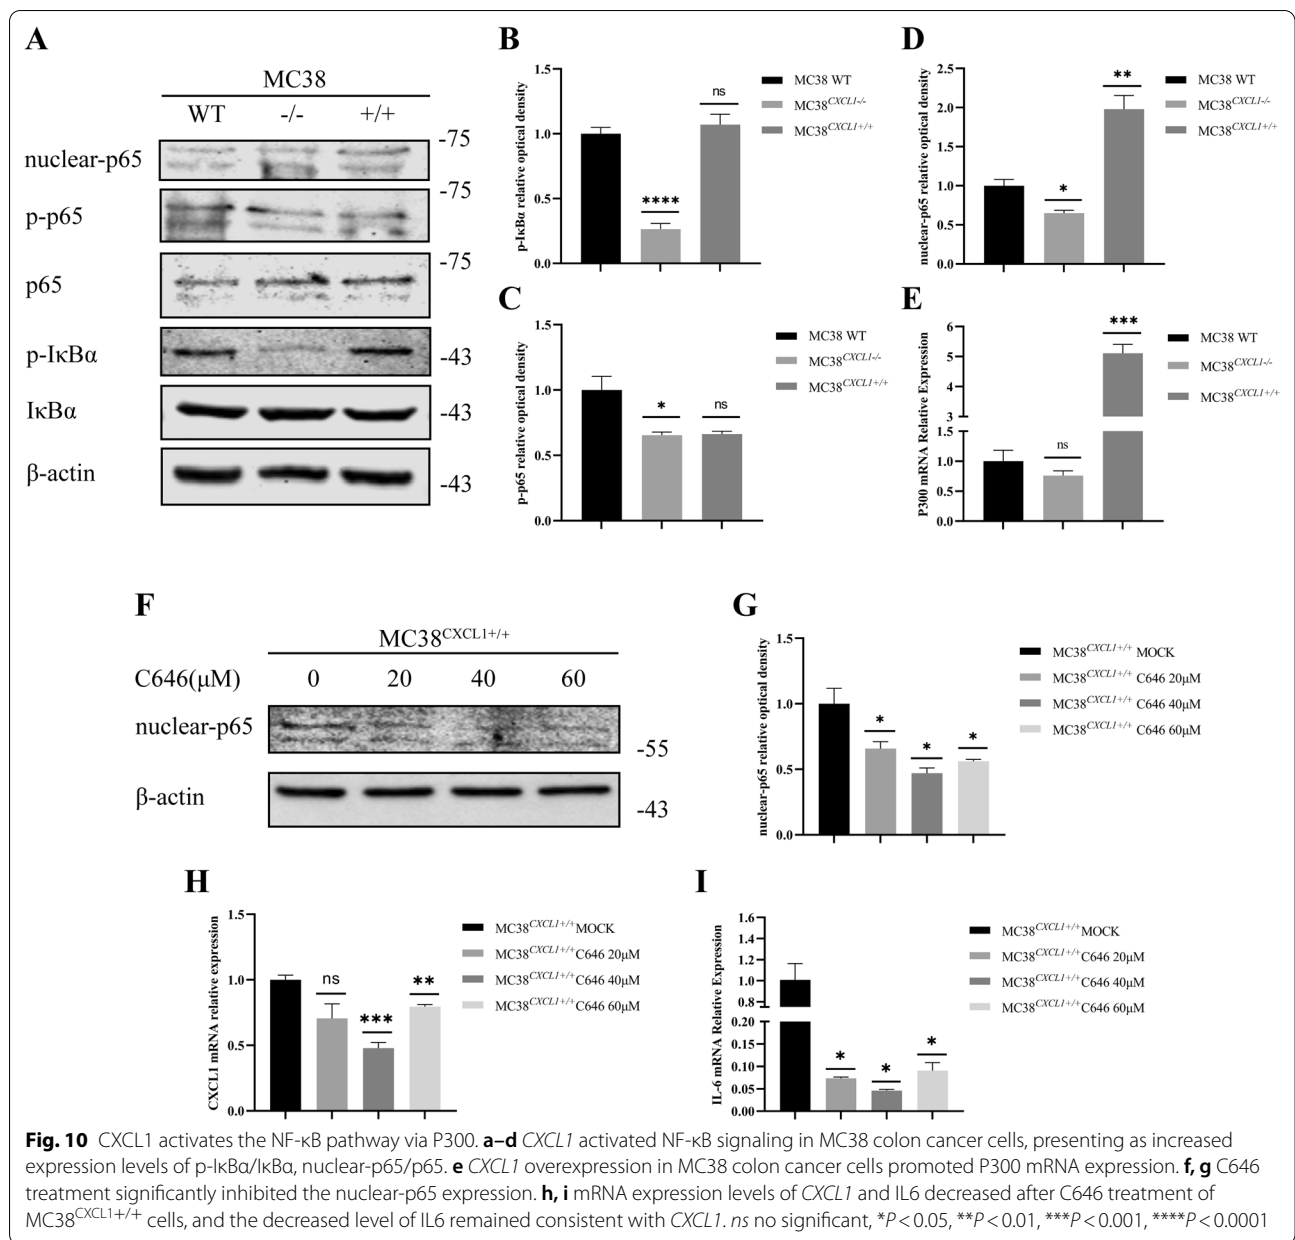 A
MC38
WT -/- +/+
nuclear-p65 -75
p-p65 -75
p65 -75
p-IκBα -43
IκBα -43
β-actin -43
B
p-IκBα relative optical density
1.5
1.0
0.5
0.0
****
ns
MC38 WT
MC38CXCL1-/-
MC38CXCL1+/+
C
p-p65 relative optical density
1.5
1.0
0.5
0.0
*
ns
MC38 WT
MC38CXCL1-/-
MC38CXCL1+/+
D
nuclear-p65 relative optical density
2.5
2.0
1.5
1.0
0.5
0.0
*
**
MC38 WT
MC38CXCL1-/-
MC38CXCL1+/+
E
P300 mRNA Relative Expression
6
5
4
3
1.5
1.0
0.5
0.0
ns
***
MC38 WT
MC38CXCL1-/-
MC38CXCL1+/+
F
MC38CXCL1+/+
C646(μM) 0 20 40 60
nuclear-p65 -55
β-actin -43
G
nuclear-p65 relative optical density
1.5
1.0
0.5
0.0
*
*
*
MC38CXCL1+/+ MOCK
MC38CXCL1+/+ C646 20μM
MC38CXCL1+/+ C646 40μM
MC38CXCL1+/+ C646 60μM
H
CXCL1 mRNA relative expression
1.5
1.0
0.5
0.0
ns
***
**
MC38CXCL1+/+MOCK
MC38CXCL1+/+C646 20μM
MC38CXCL1+/+C646 40μM
MC38CXCL1+/+C646 60μM
I
IL-6 mRNA Relative Expression
1.6
1.4
1.2
1.0
0.8
0.20
0.15
0.10
0.05
0.00
*
*
*
MC38CXCL1+/+MOCK
MC38CXCL1+/+C646 20μM
MC38CXCL1+/+C646 40μM
MC38CXCL1+/+C646 60μM
Fig. 10 CXCL1 activates the NF-κB pathway via P300. a–d CXCL1 activated NF-κB signaling in MC38 colon cancer cells, presenting as increased
expression levels of p-IκBα/IκBα, nuclear-p65/p65. e CXCL1 overexpression in MC38 colon cancer cells promoted P300 mRNA expression. f, g C646
treatment significantly inhibited the nuclear-p65 expression. h, i mRNA expression levels of CXCL1 and IL6 decreased after C646 treatment of
MC38CXCL1+/+ cells, and the decreased level of IL6 remained consistent with CXCL1. ns no significant, *P < 0.05, **P < 0.01, ***P < 0.001, ****P < 0.0001